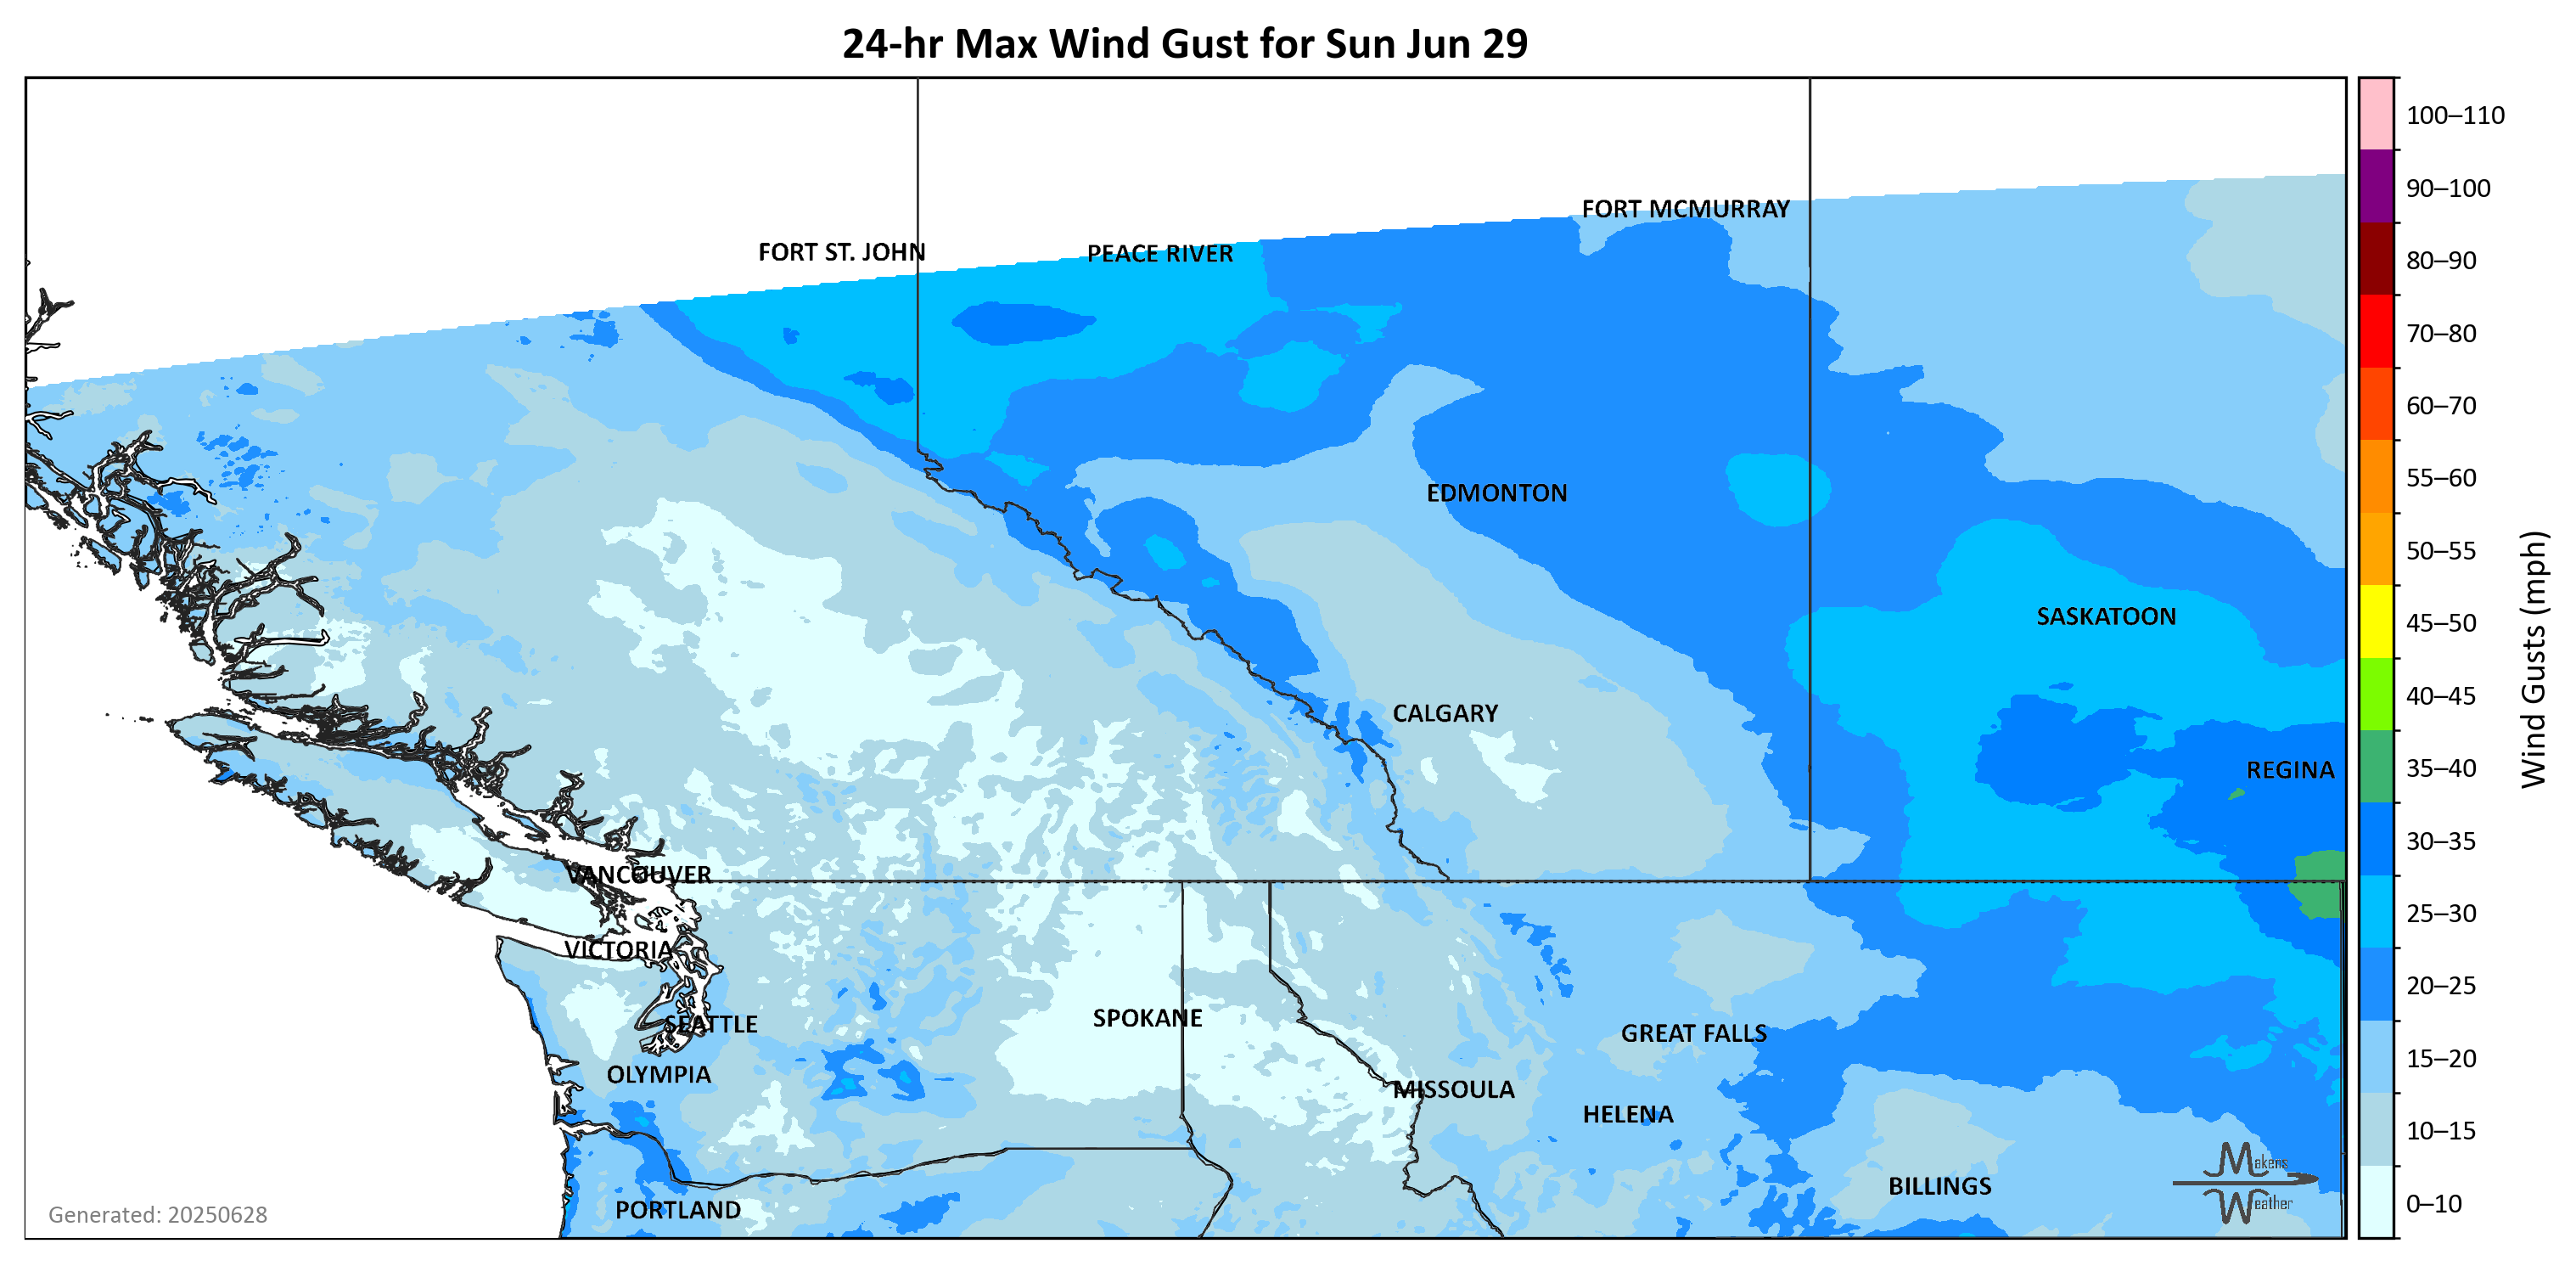 24-hr Max Wind Gust for Sun Jun 29
FORT MCMURRAY
FORT ST. JOHN
PEACE RIVER
EDMONTON
SASKATOON
CALGARY
REGINA
VANCOUVER
VICTORIA
SEATTLE
SPOKANE
GREAT FALLS
OLYMPIA
MISSOULA
HELENA
BILLINGS
PORTLAND
Makens
Weather
Generated: 20250628
100–110
90–100
80–90
70–80
60–70
55–60
50–55
45–50
40–45
35–40
30–35
25–30
20–25
15–20
10–15
0–10
Wind Gusts (mph)